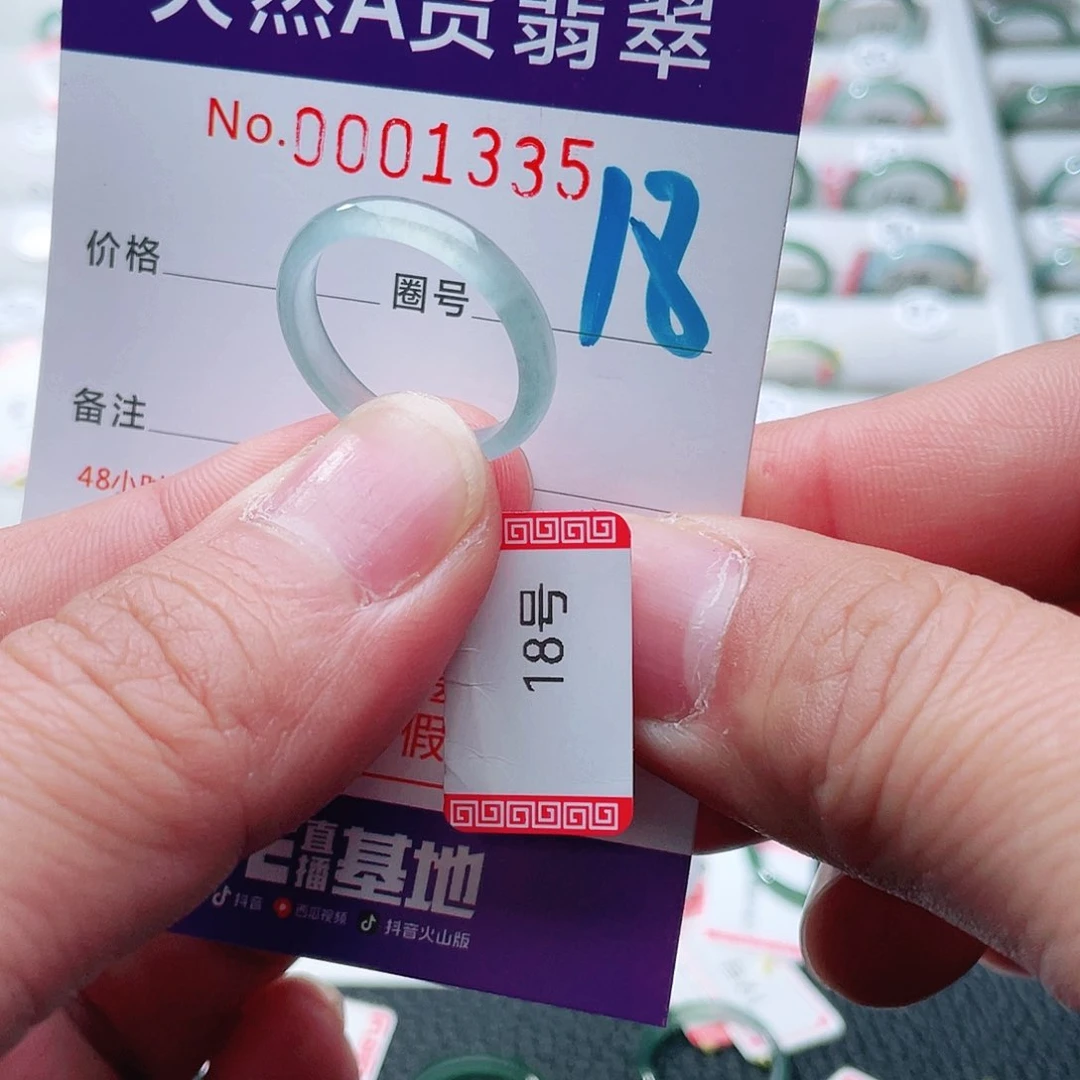 天然A货翡翠
No.0001335
价格 圈号 18
备注
48小时
18号
假
直播基地
抖音 西瓜视频 抖音火山版